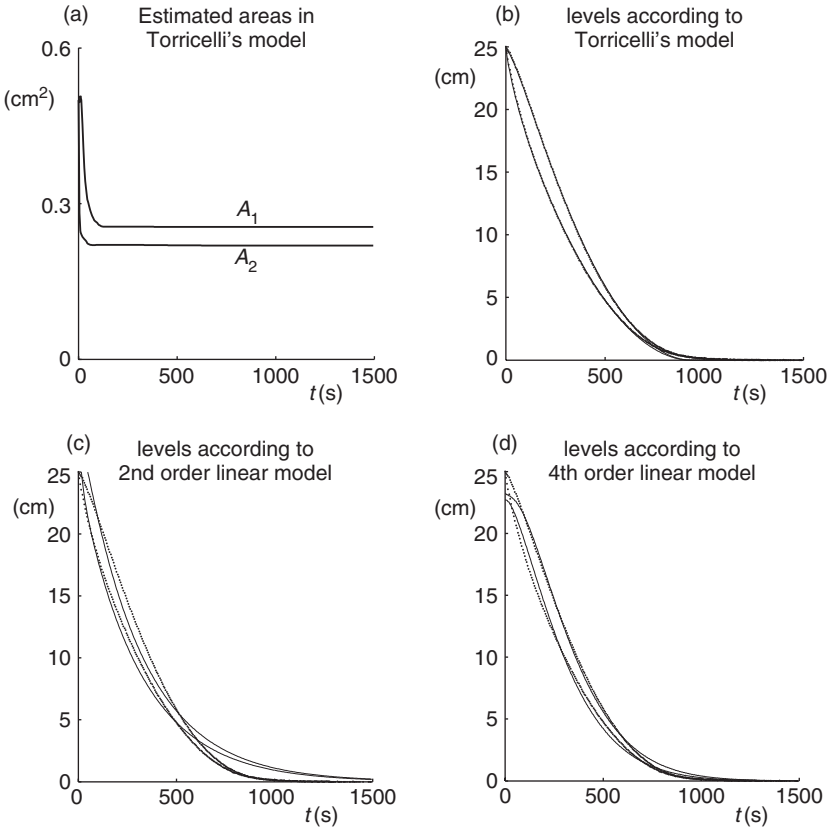 (a) Estimated areas in
Torricelli's model
0.6
(cm²)
0.3
A₁
A₂
0
500
1000
1500
t(s)
(b) levels according to
Torricelli's model
25
(cm)
20
15
10
5
0
0
500
1000
1500
t(s)
(c) levels according to
2nd order linear model
25
(cm)
20
15
10
5
0
0
500
1000
1500
t(s)
(d) levels according to
4th order linear model
25
(cm)
20
15
10
5
0
0
500
1000
1500
t(s)